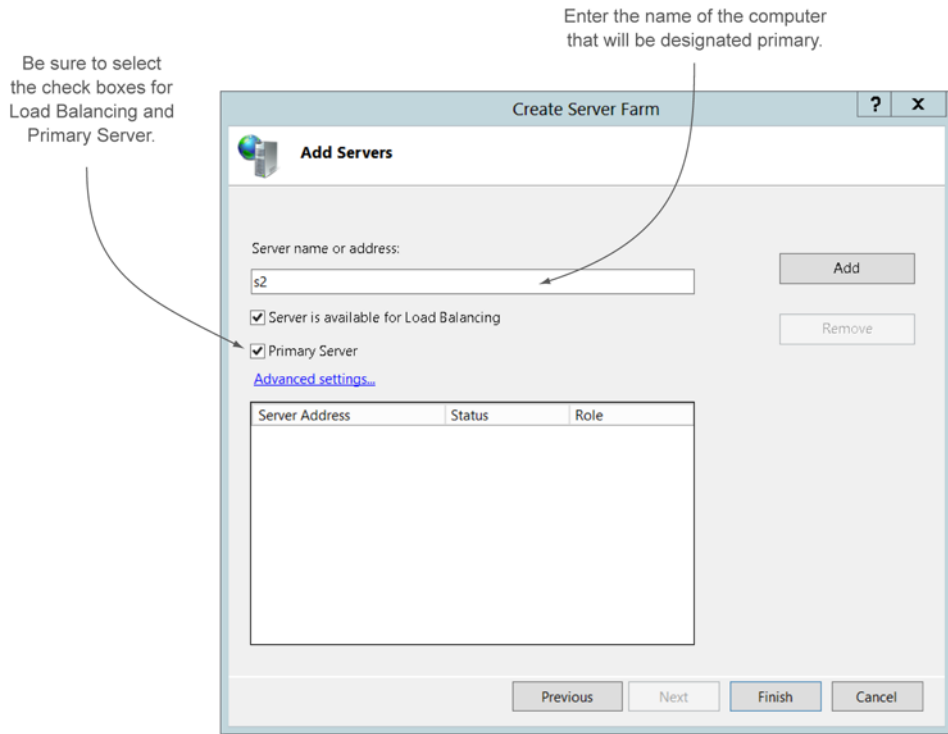 Enter the name of the computer
that will be designated primary.
Be sure to select
the check boxes for
Load Balancing and
Primary Server.
Create Server Farm
? x
Add Servers
Server name or address:
s2
Add
Server is available for Load Balancing
Remove
Primary Server
Advanced settings...
Server Address Status Role
Previous Next Finish Cancel